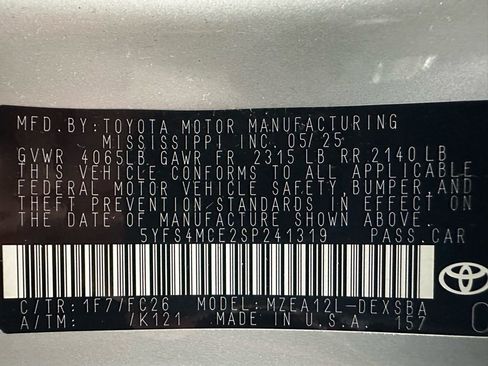 MFD.BY:TOYOTA MOTOR MANUFACTURING
MISSISSIPPI INC.05/25
GVWR 4065LB.GAWR FR 2315 LB RR 2140 LB
THIS VEHICLE CONFORMS TO ALL APPLICABLE
FEDERAL MOTOR VEHICLE SAFETY,BUMPER,AND
THEFT PREVENTION STANDARDS IN EFFECT ON
THE DATE OF MANUFACTURE SHOWN ABOVE.
5YFS4MCE2SP241319 PASS.CAR
C/TR:1F7/FC26 MODEL:MZEA12L-DEXSBA
A/TM: /K121 MADE IN U.S.A. 157